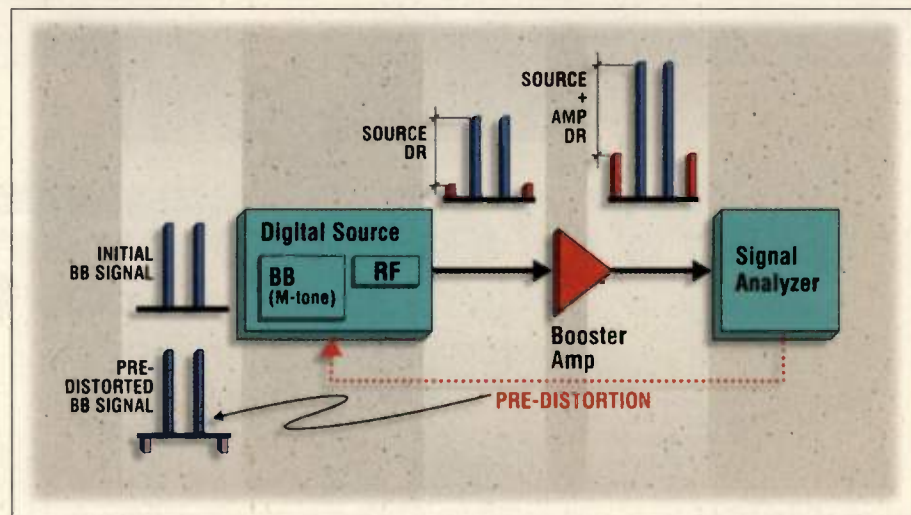 SOURCE
+
AMP
DR
SOURCE
DR
INITIAL
BB SIGNAL
Digital Source
BB
(M-tone)
RF
Signal
Analyzer
Booster
Amp
PRE-
DISTORTED
BB SIGNAL
PRE-DISTORTION